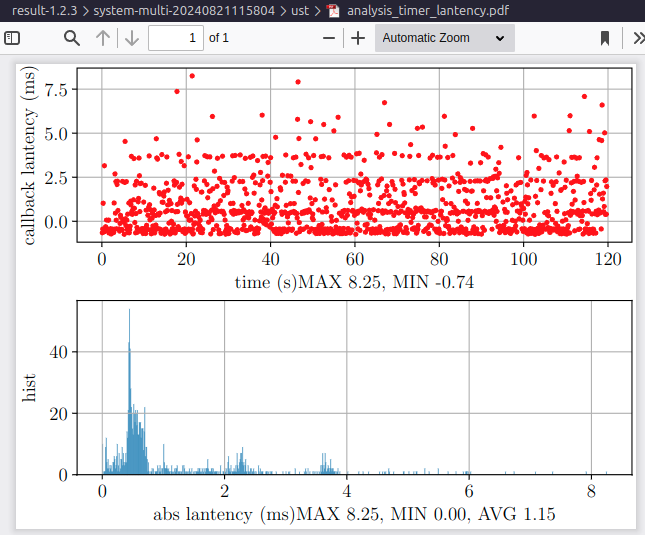 result-1.2.3 > system-multi-20240821115804 > ust > analysis_timer_lantency.pdf
1 of 1 Automatic Zoom
callback lantency (ms)
7.5
5.0
2.5
0.0
0 20 40 60 80 100 120
time (s)MAX 8.25, MIN -0.74
hist
40
20
0
0 2 4 6 8
abs lantency (ms)MAX 8.25, MIN 0.00, AVG 1.15